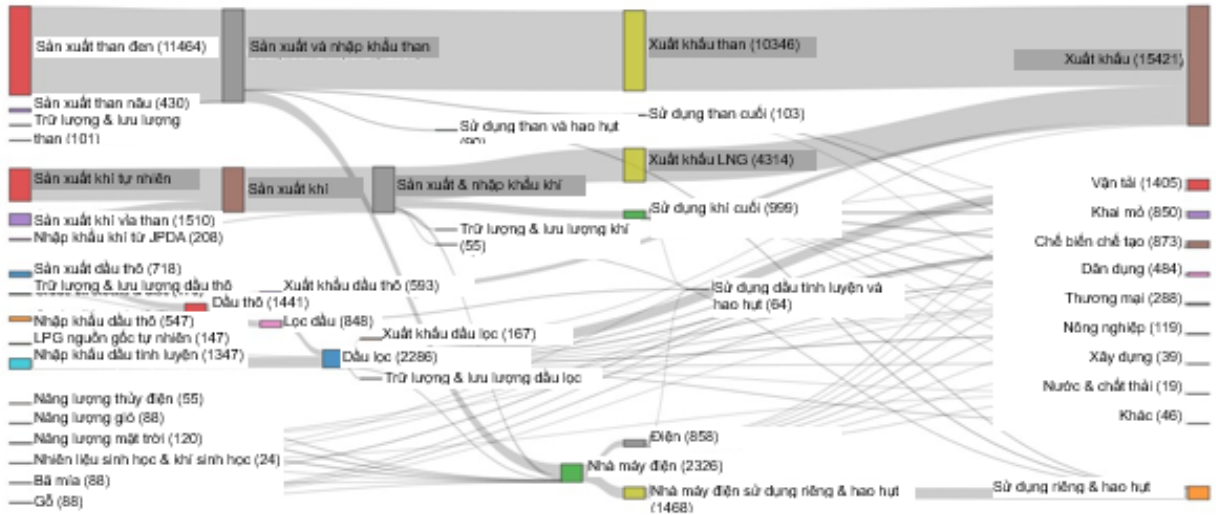 Sản xuất than đen (11464)
Sản xuất và nhập khẩu than
Xuất khẩu than (10346)
Xuất khẩu (15421)
Sản xuất than nâu (430)
Trữ lượng & lưu lượng
than (101)
Sử dụng than và hao hụt
Sử dụng than cuối (103)
Sản xuất khí tự nhiên
Sản xuất khí
Sản xuất & nhập khẩu khí
Xuất khẩu LNG (4314)
Sản xuất khí vỉa than (1510)
Nhập khẩu khí từ JPDA (208)
Trữ lượng & lưu lượng khí
(55)
Sử dụng khí cuối (999)
Vận tải (1405)
Khai mỏ (850)
Chế biến chế tạo (873)
Dân dụng (484)
Thương mại (288)
Nông nghiệp (119)
Xây dựng (39)
Nước & chất thải (19)
Khác (46)
Sản xuất dầu thô (718)
Trữ lượng & lưu lượng dầu thô
Xuất khẩu dầu thô (593)
Dầu thô (1441)
Sử dụng dầu tinh luyện và
hao hụt (64)
Nhập khẩu dầu thô (547)
Lọc dầu (848)
LPG nguồn gốc tự nhiên (147)
Xuất khẩu dầu lọc (167)
Nhập khẩu dầu tinh luyện (1347)
Dầu lọc (2286)
Trữ lượng & lưu lượng dầu lọc
Năng lượng thủy điện (55)
Năng lượng gió (88)
Năng lượng mặt trời (120)
Nhiên liệu sinh học & khí sinh học (24)
Bã mía (88)
Gỗ (88)
Điện (858)
Nhà máy điện (2326)
Nhà máy điện sử dụng riêng & hao hụt
(1468)
Sử dụng riêng & hao hụt